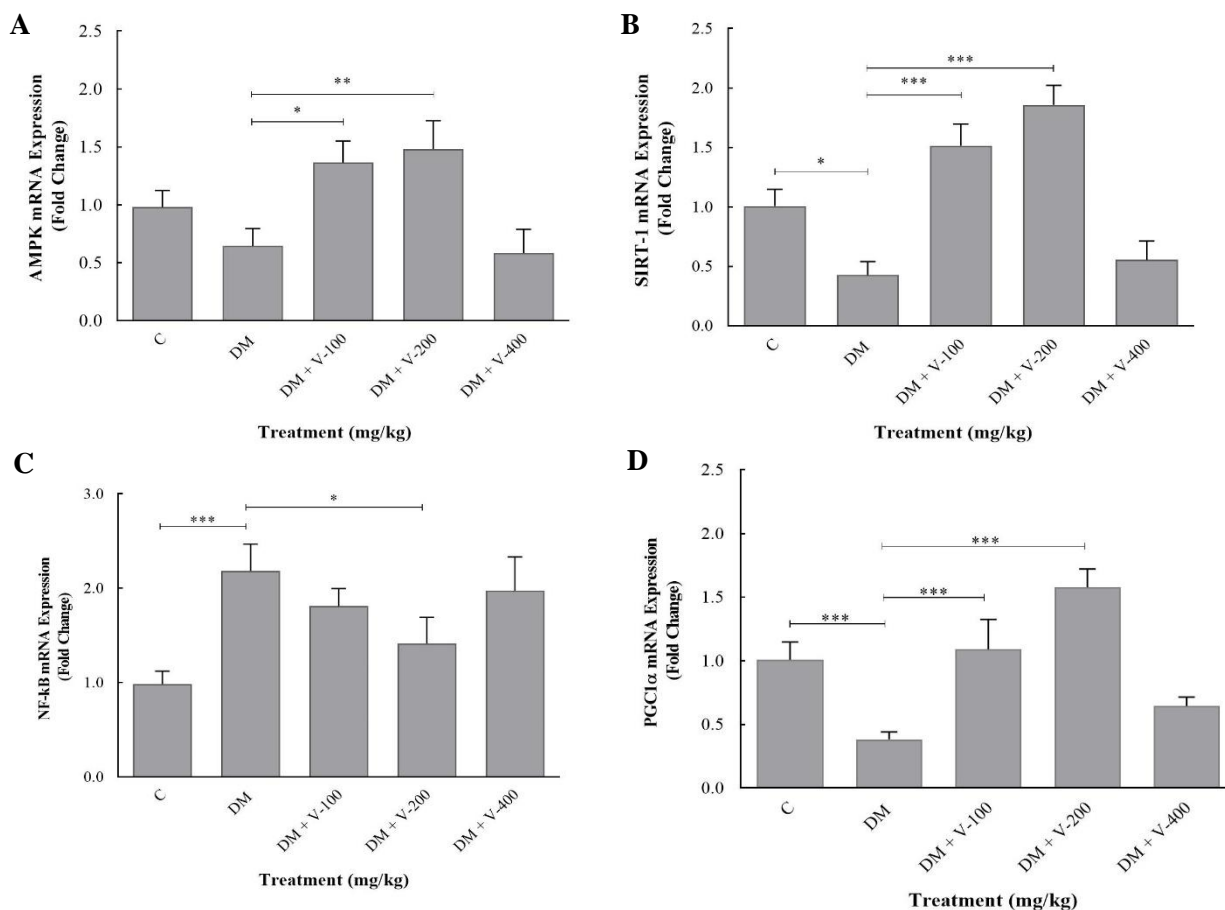 A
AMPK mRNA Expression
(Fold Change)
2.5
2.0
1.5
1.0
0.5
0.0
*
**
C
DM
DM + V-100
DM + V-200
DM + V-400
Treatment (mg/kg)
B
SIRT-1 mRNA Expression
(Fold Change)
2.5
2.0
1.5
1.0
0.5
0.0
*
***
***
C
DM
DM + V-100
DM + V-200
DM + V-400
Treatment (mg/kg)
C
NF-kB mRNA Expression
(Fold Change)
3.0
2.0
1.0
0.0
***
*
C
DM
DM + V-100
DM + V-200
DM + V-400
Treatment (mg/kg)
D
PGC1α mRNA Expression
(Fold Change)
2.5
2.0
1.5
1.0
0.5
0.0
***
***
***
C
DM
DM + V-100
DM + V-200
DM + V-400
Treatment (mg/kg)